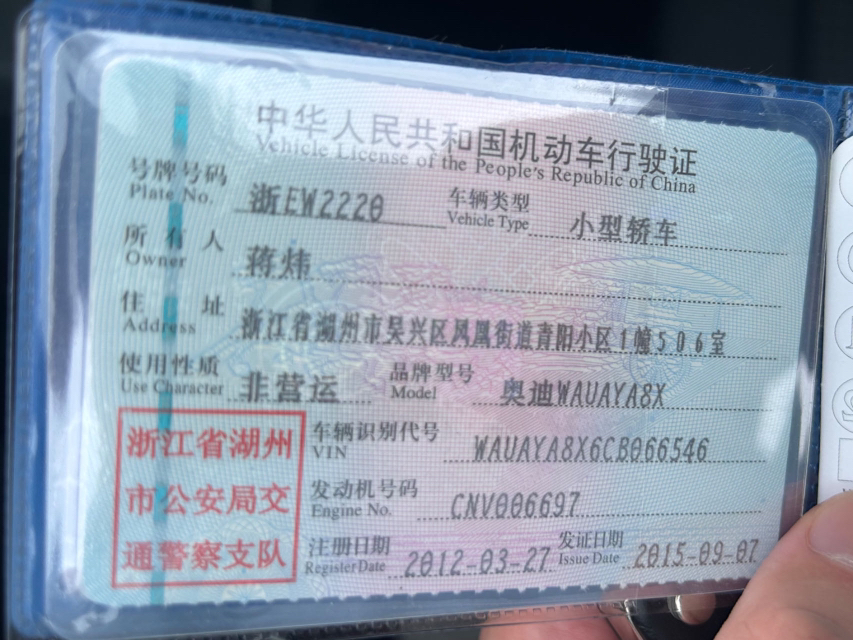 中华人民共和国机动车行驶证
Vehicle License of the People's Republic of China
号牌号码 浙EW2220 车辆类型 小型轿车
Plate No. Vehicle Type
所有人 蒋炜
Owner
住址 浙江省湖州市吴兴区凤凰街道青阳小区1幢506室
Address
使用性质 非营运 品牌型号 奥迪WAUAYA8X
Use Character Model
浙江省湖州
市公安局交
通警察支队
车辆识别代号 WAUAYA8X6CB066546
VIN
发动机号码 CNV006697
Engine No.
注册日期 2012-03-27 发证日期 2015-09-07
Register Date Issue Date